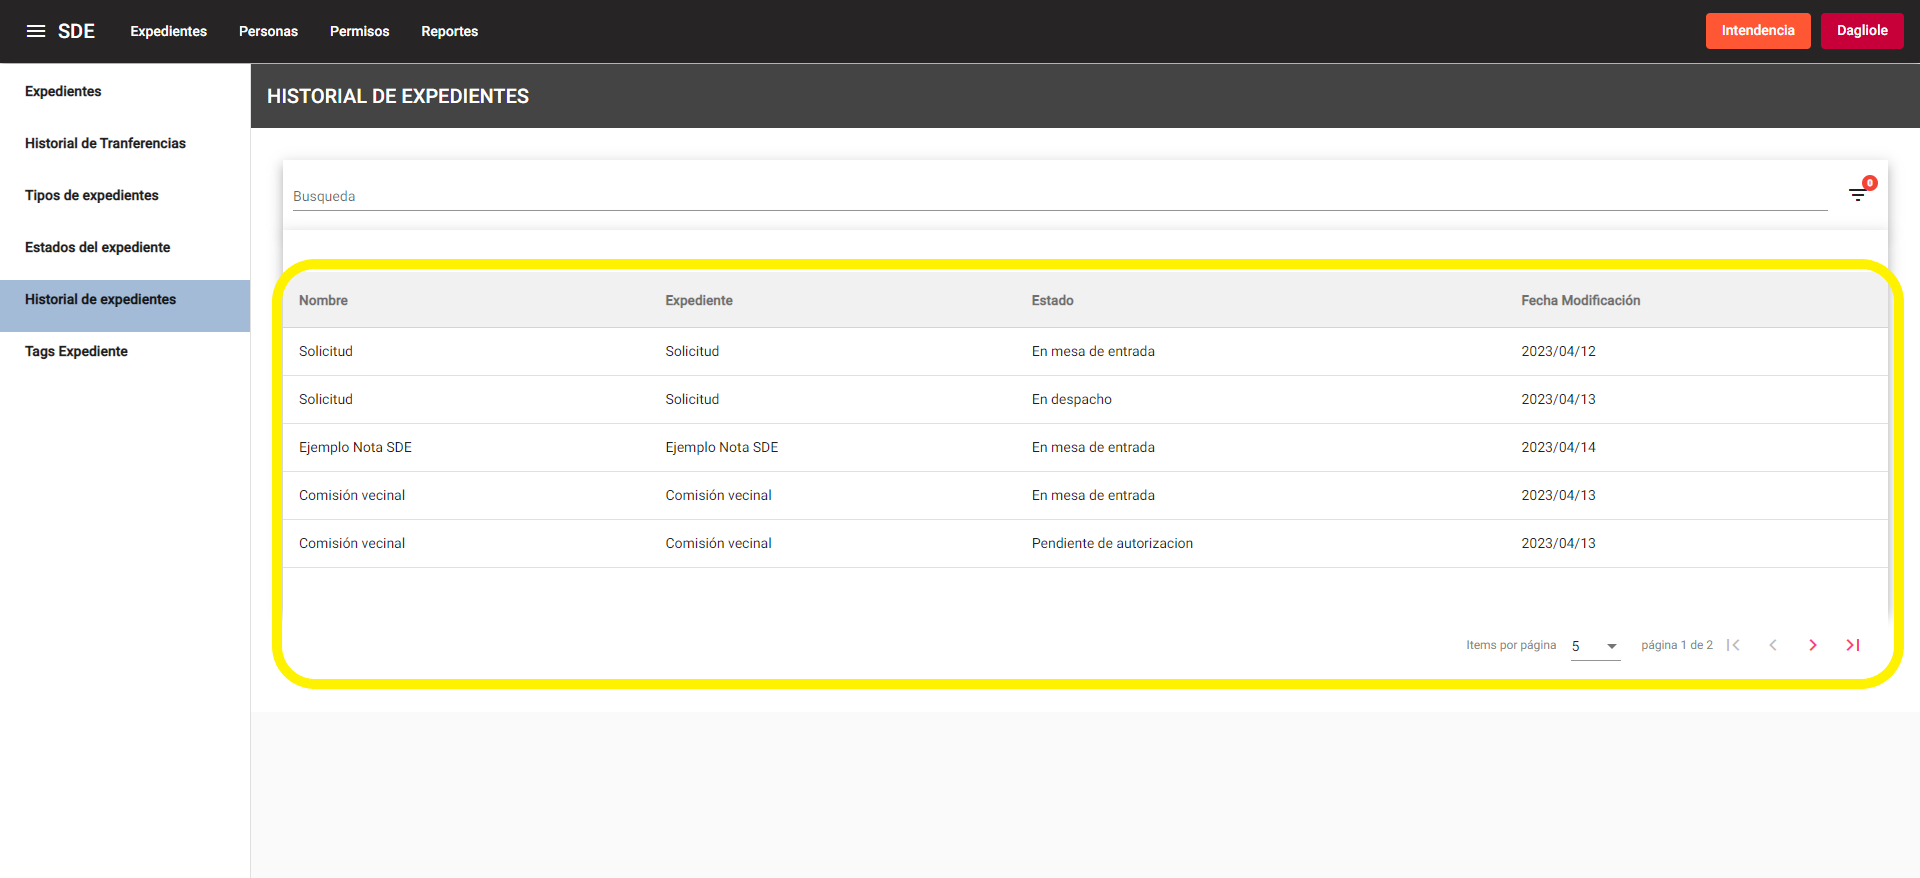 SDE Expedientes Personas Permisos Reportes Intendencia Dagliole
Expedientes
Historial de Tranferencias
Tipos de expedientes
Estados del expediente
Historial de expedientes
Tags Expediente
HISTORIAL DE EXPEDIENTES
Busqueda 0
Nombre Expediente Estado Fecha Modificación
Solicitud Solicitud En mesa de entrada 2023/04/12
Solicitud Solicitud En despacho 2023/04/13
Ejemplo Nota SDE Ejemplo Nota SDE En mesa de entrada 2023/04/14
Comisión vecinal Comisión vecinal En mesa de entrada 2023/04/13
Comisión vecinal Comisión vecinal Pendiente de autorizacion 2023/04/13
Items por página 5 página 1 de 2